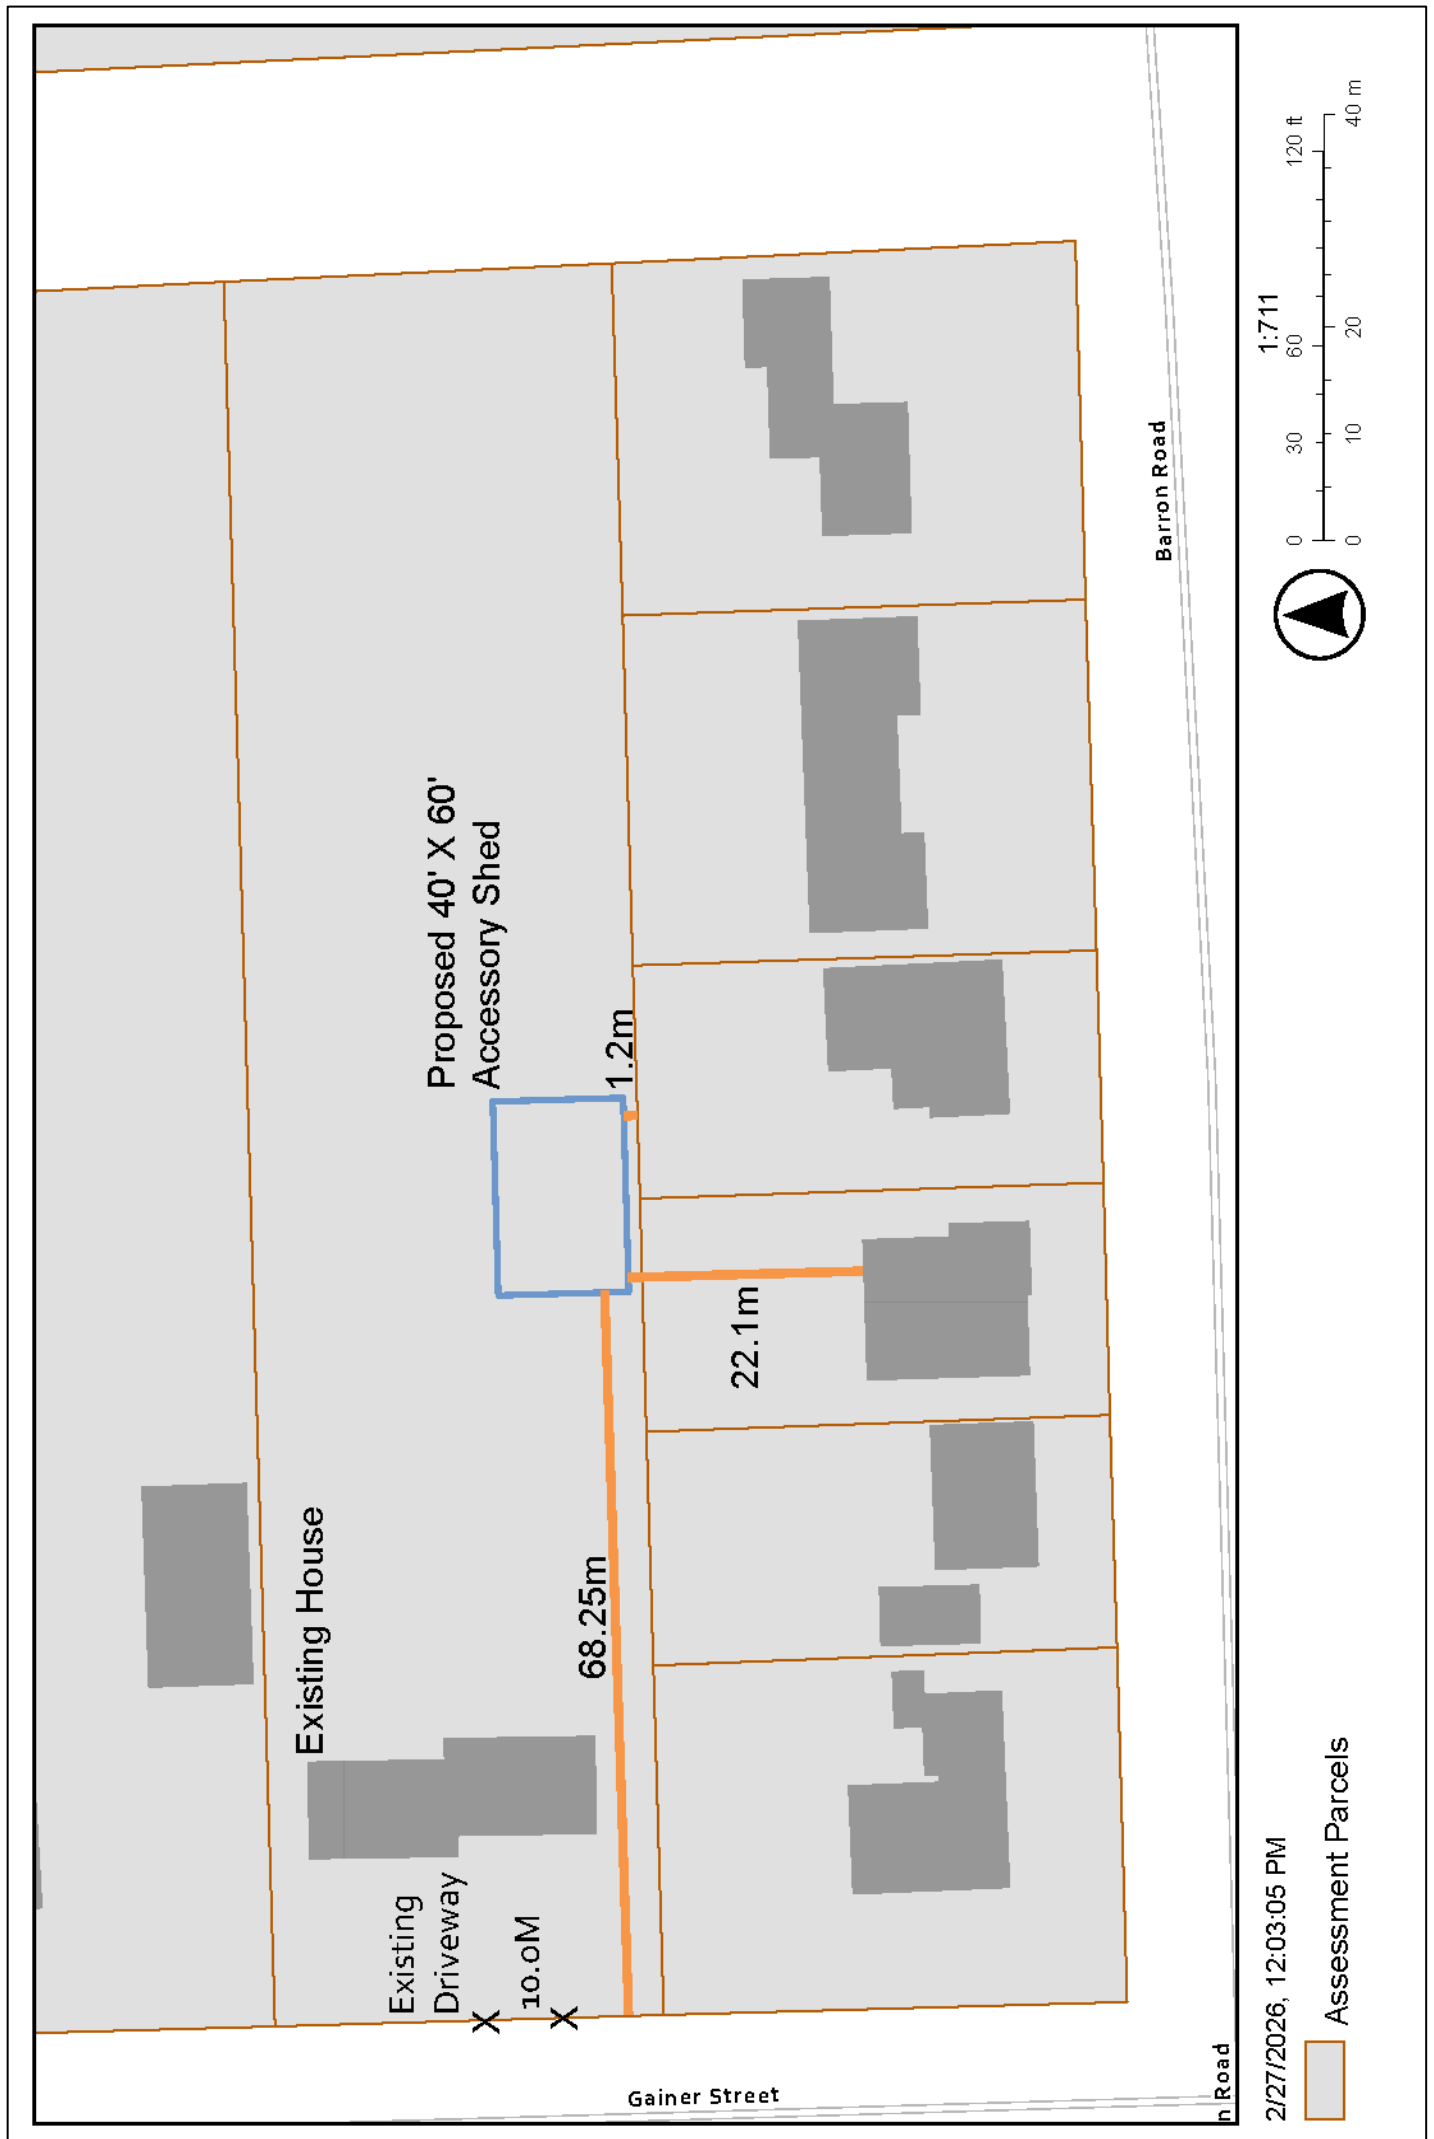 Existing House
Proposed 40' X 60'
Accessory Shed
Existing
Driveway
10.0M
X
X
68.25m
1.2m
22.1m
Gainer Street
Barron Road
n Road
2/27/2026, 12:03:05 PM
Assessment Parcels
1:711
0 30 60 120 ft
0 10 20 40 m